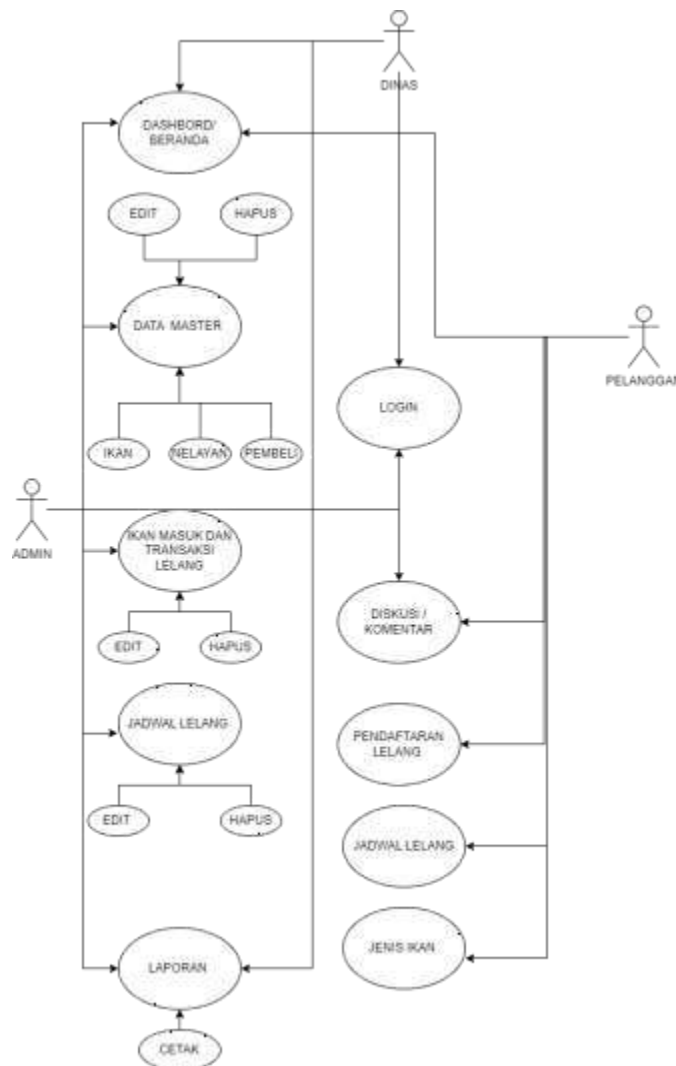 DINAS
DASHBORD/
BERANDA
EDIT
HAPUS
DATA MASTER
PELANGGAN
LOGIN
IKAN
NELAYAN
PEMBELI
ADMIN
IKAN MASUK DAN
TRANSAKSI
LELANG
DISKUSI /
KOMENTAR
EDIT
HAPUS
JADWAL LELANG
PENDAFTARAN
LELANG
EDIT
HAPUS
JADWAL LELANG
JENIS IKAN
LAPORAN
CETAK